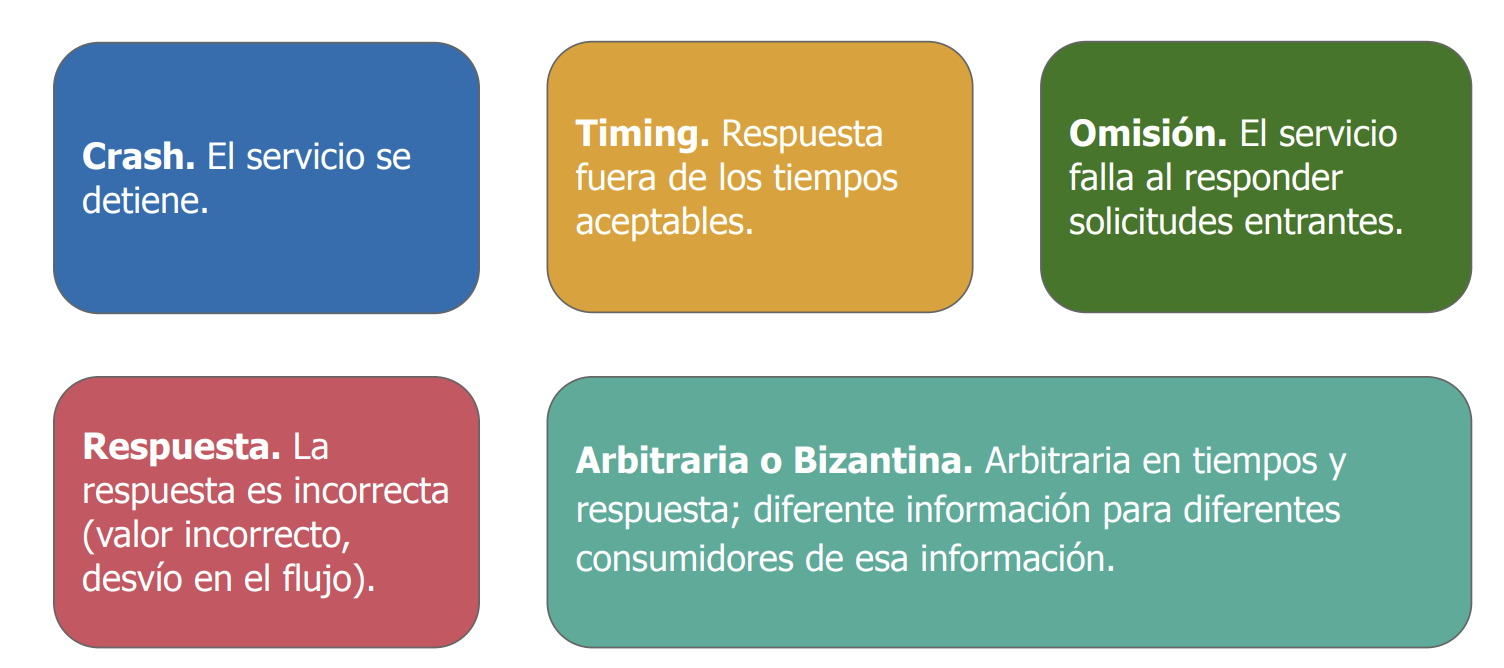 Crash. El servicio se
detiene.
Timing. Respuesta
fuera de los tiempos
aceptables.
Omisión. El servicio
falla al responder
solicitudes entrantes.
Respuesta. La
respuesta es incorrecta
(valor incorrecto,
desvío en el flujo).
Arbitraria o Bizantina. Arbitraria en tiempos y
respuesta; diferente información para diferentes
consumidores de esa información.